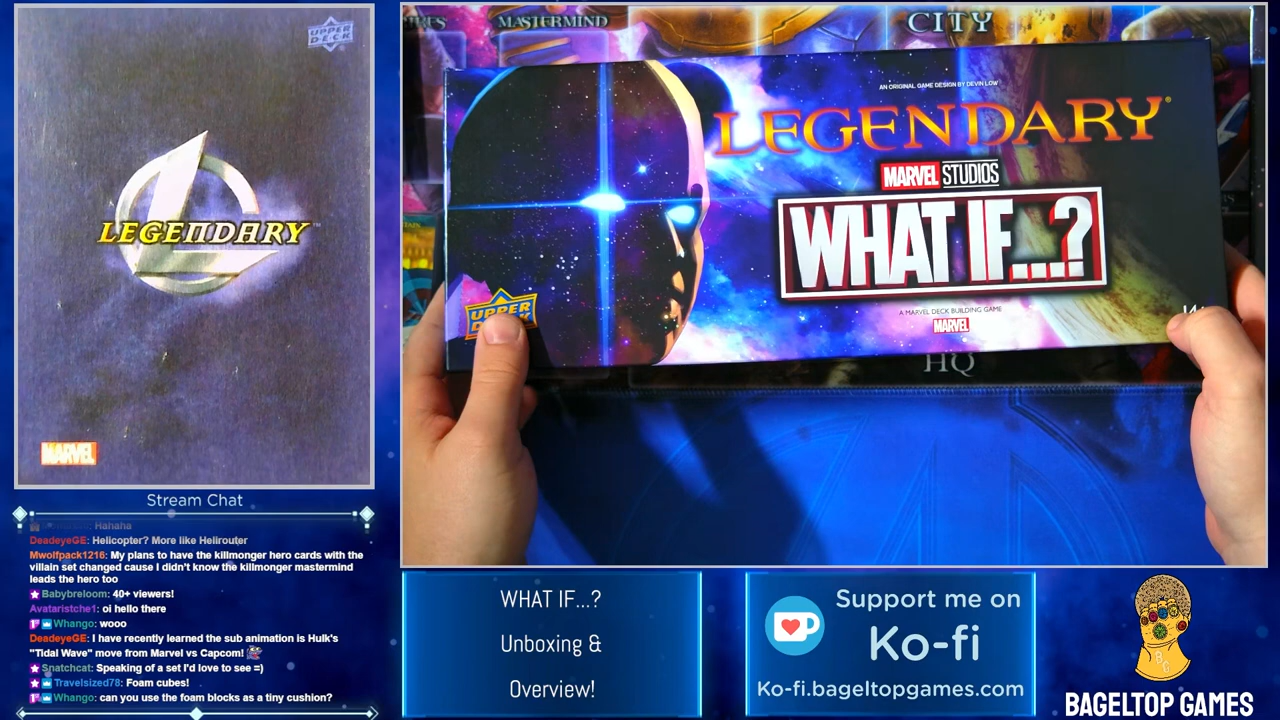 UPPER
DECK
LEGENDARY
MARVEL
MASTERMIND
CITY
AN ORIGINAL GAME DESIGN BY DEVIN LOW
LEGENDARY®
MARVEL STUDIOS
WHAT IF...?
UPPER
A MARVEL DECK BUILDING GAME
MARVEL
HQ
Stream Chat
Hahaha
DeadeyeGE: Helicopter? More like Helirouter
Mwolfpack1216: My plans to have the killmonger hero cards with the
villain set changed cause I didn't know the killmonger mastermind
leads the hero too
Babybreloom: 40+ viewers!
Avataristche1: oi hello there
Whango: wooo
DeadeyeGE: I have recently learned the sub animation is Hulk's
"Tidal Wave" move from Marvel vs Capcom!
Snatchcat: Speaking of a set I'd love to see =)
Travelsized78: Foam cubes!
Whango: can you use the foam blocks as a tiny cushion?
WHAT IF...?
Unboxing &
Overview!
Support me on
Ko-fi
Ko-fi.bageltopgames.com
BG
BAGELTOP GAMES